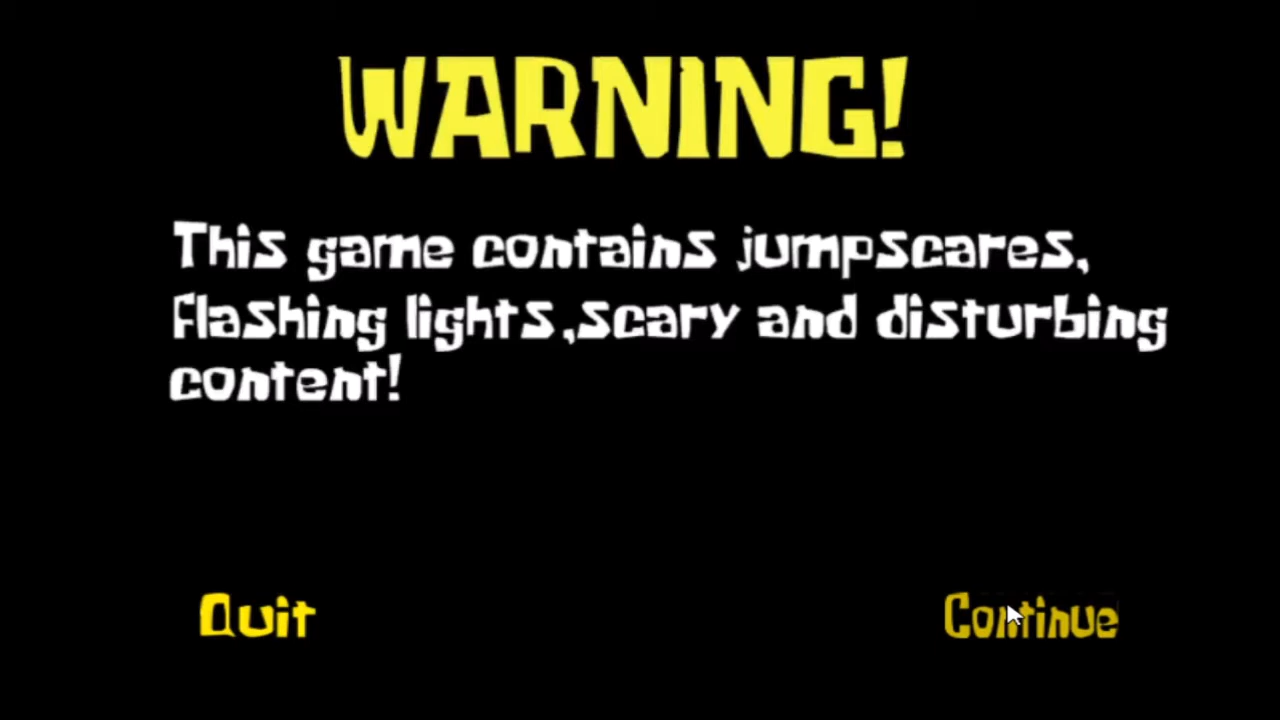 WARNING!
This game contains jumpscares,
Flashing lights,scary and disturbing
content!
Quit
Continue